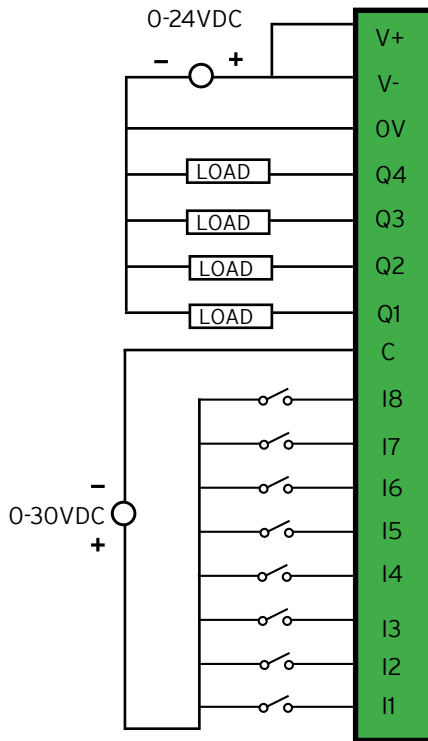 0-24VDC
V+
− +
V-
0V
LOAD Q4
LOAD Q3
LOAD Q2
LOAD Q1
C
I8
I7
−
I6
0-30VDC
I5
+
I4
I3
I2
I1